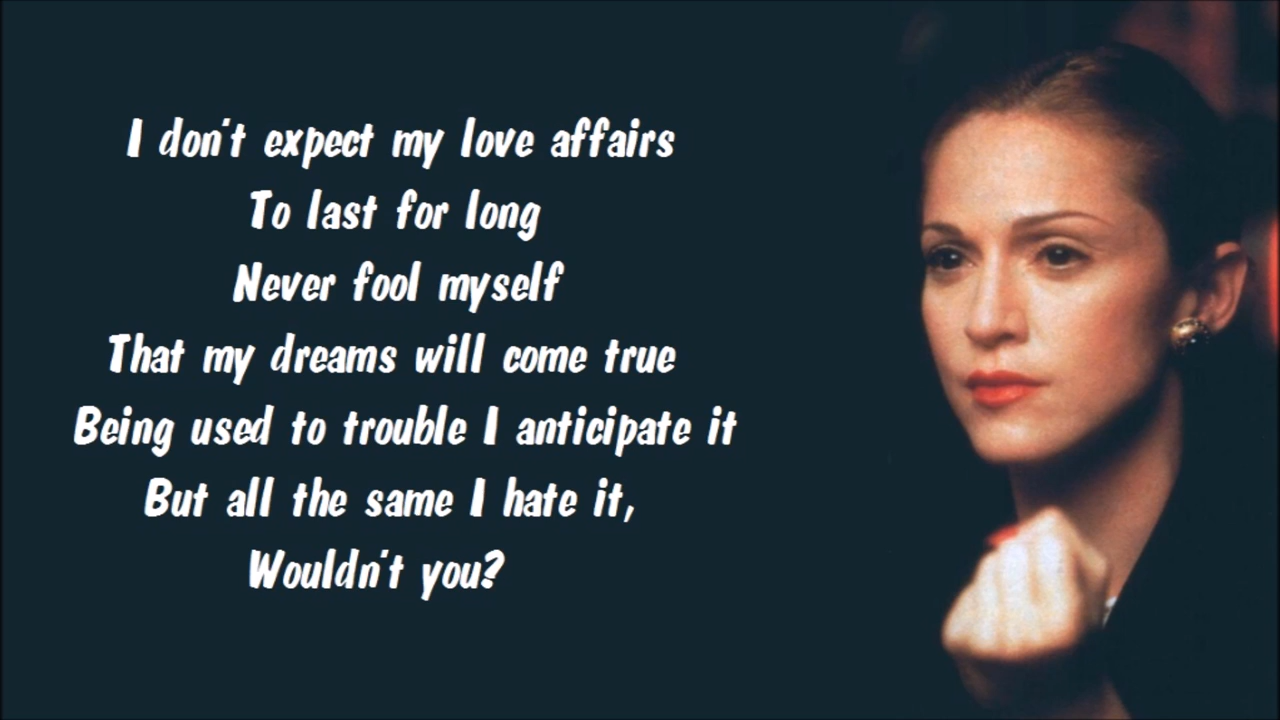 I don't expect my love affairs
To last for long
Never fool myself
That my dreams will come true
Being used to trouble I anticipate it
But all the same I hate it,
Wouldn't you?